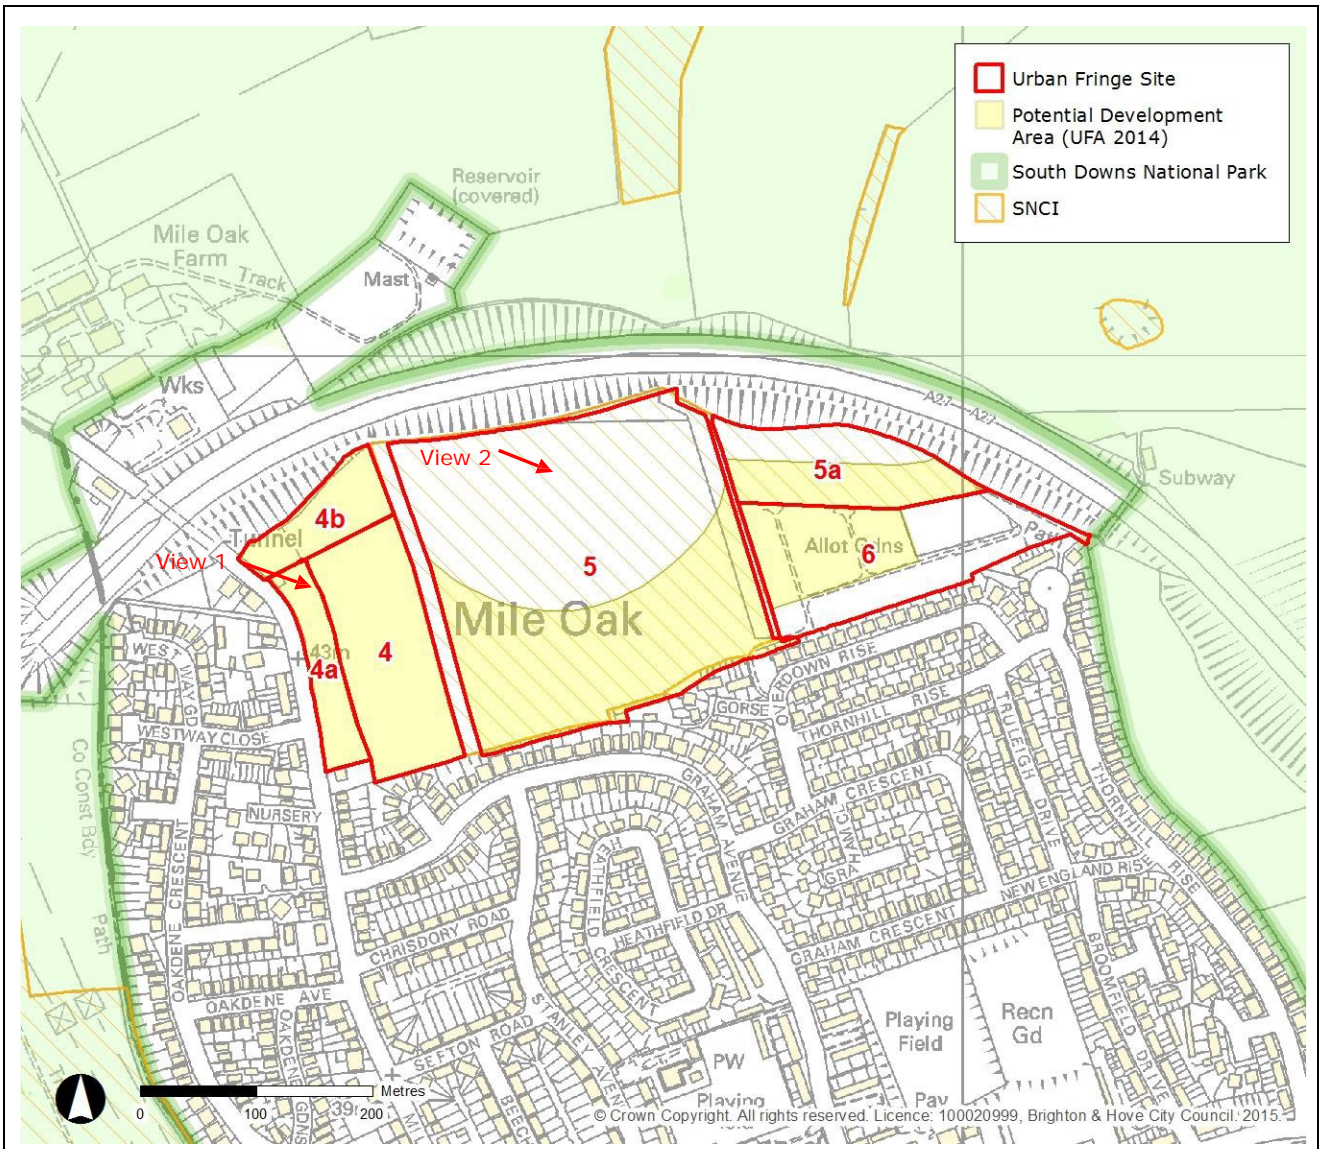 Urban Fringe Site
Potential Development
Area (UFA 2014)
South Downs National Park
SNCI
Reservoir
(covered)
Mile Oak
Farm
Track
Mast
Wks
A27
A27
Subway
View 2
5a
4b
Tunnel
View 1
Path
Allot Gdns
6
5
Mile Oak
43m
4a
4
WEST WAY GD
WESTWAY CLOSE
NURSERY
Co Const Bdy
Path
OAKDENE CRESCENT
OAKDENE AVE
CHRISDORY ROAD
SEFTON ROAD
STANLEY AVE
HEATHFIELD
CRESCENT
HEATHFIELD DR
GRAHAM AVENUE
GORSE
OVERDOWN RISE
THORNHILL RISE
TRULEIGH DRIVE
THORNHILL RISE
GRAHAM CRESCENT
GRAHAM CRESCENT
NEW ENGLAND RISE
BROOMFIELD DRIVE
Playing
Field
Recn
Gd
PW
Playing
Pav
Metres
0
100
200
© Crown Copyright. All rights reserved. Licence: 100020999, Brighton & Hove City Council. 2015.